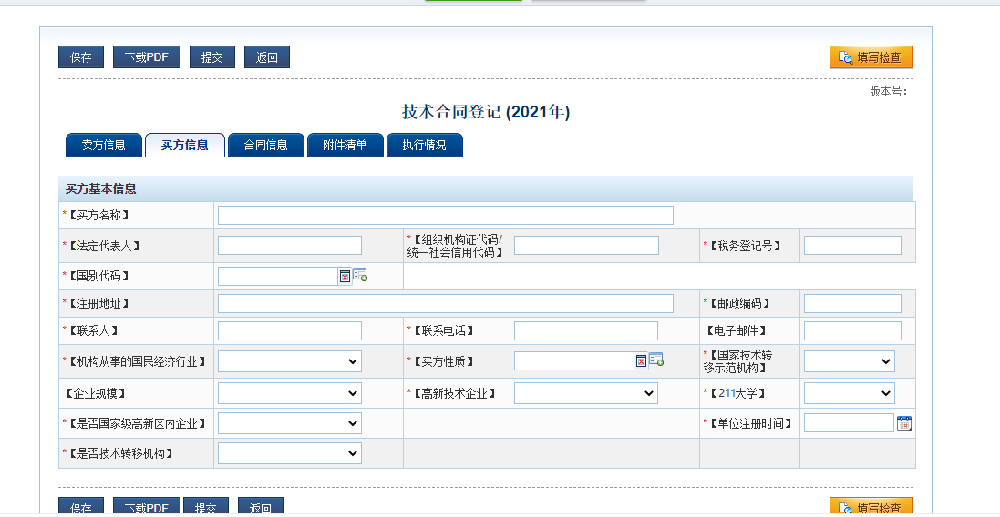 保存 下载PDF 提交 返回 填写检查
版本号：
技术合同登记 (2021年)
卖方信息 买方信息 合同信息 附件清单 执行情况
买方基本信息
*【买方名称】
*【法定代表人】 *【组织机构证代码/统一社会信用代码】 *【税务登记号】
*【国别代码】
*【注册地址】 *【邮政编码】
*【联系人】 *【联系电话】 【电子邮件】
*【机构从事的国民经济行业】 *【买方性质】 *【国家技术转移示范机构】
【企业规模】 *【高新技术企业】 *【211大学】
*【是否国家级高新区内企业】 *【单位注册时间】
*【是否技术转移机构】
保存 下载PDF 提交 返回 填写检查